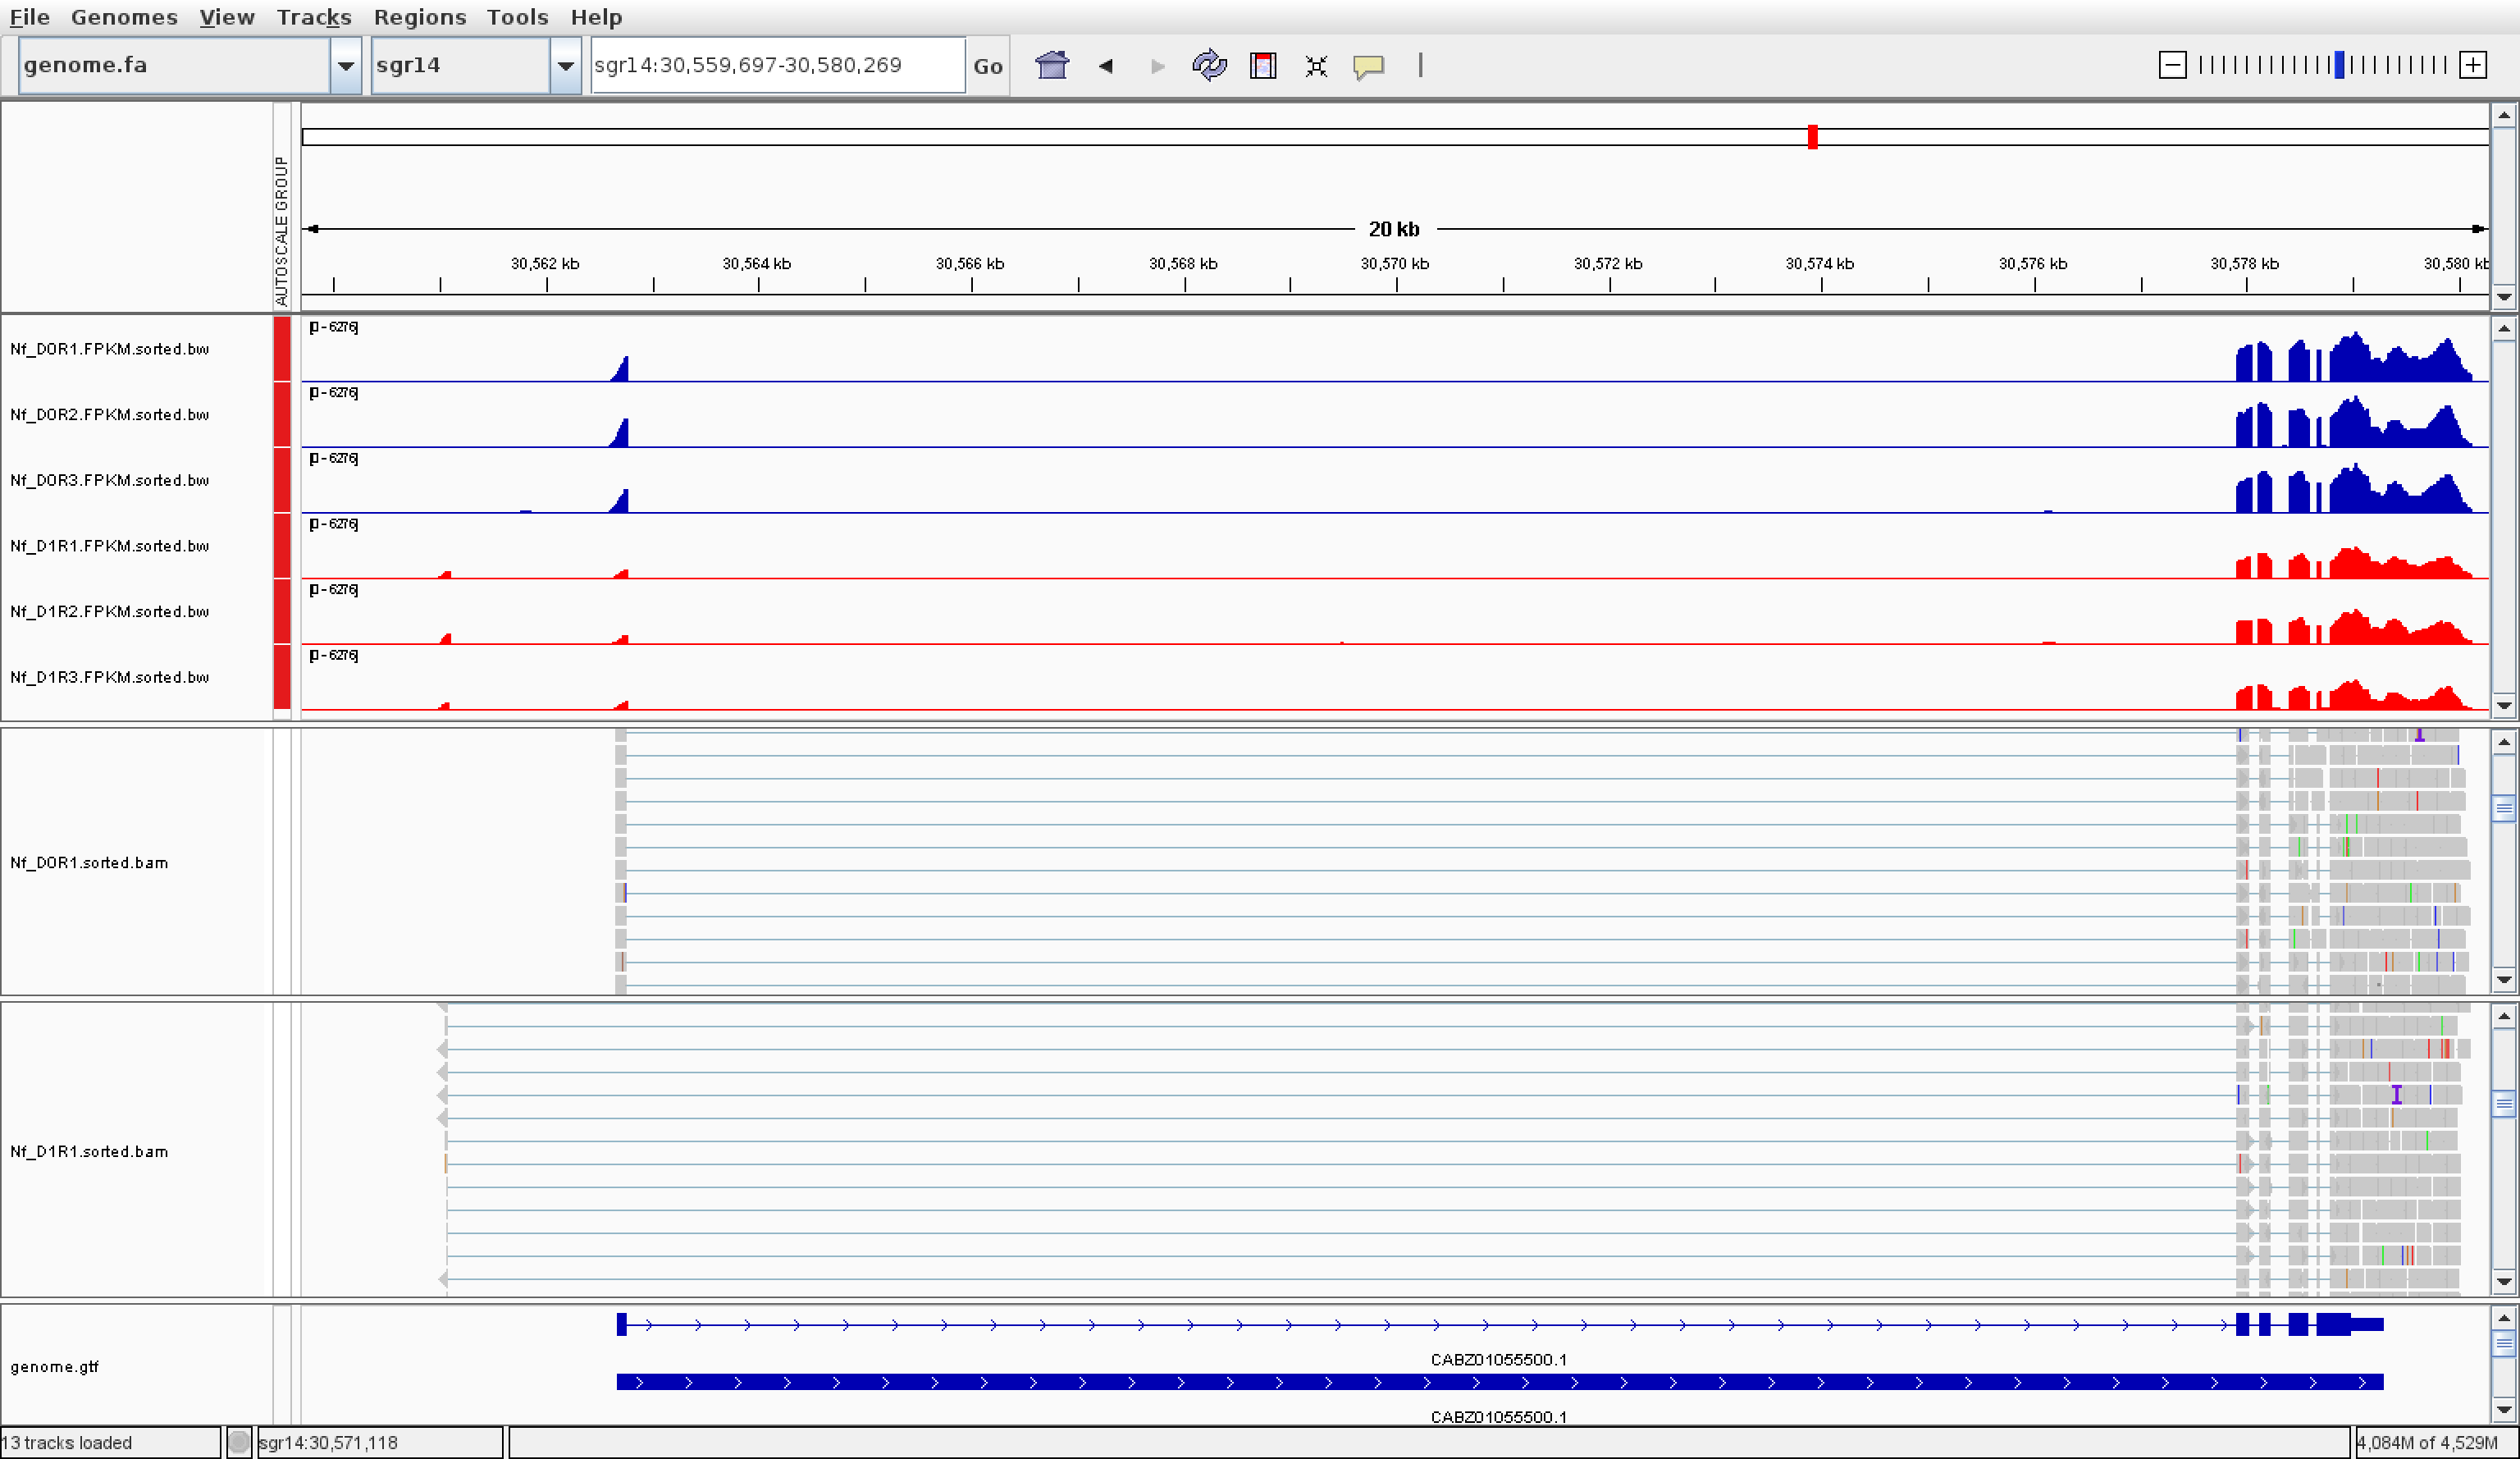 File Genomes View Tracks Regions Tools Help
genome.fa sgr14 sgr14:30,559,697-30,580,269 Go
AUTOSCALE GROUP
20 kb
30,562 kb 30,564 kb 30,566 kb 30,568 kb 30,570 kb 30,572 kb 30,574 kb 30,576 kb 30,578 kb 30,580 kb
[0 - 6276]
Nf_D0R1.FPKM.sorted.bw
[0 - 6276]
Nf_D0R2.FPKM.sorted.bw
[0 - 6276]
Nf_D0R3.FPKM.sorted.bw
[0 - 6276]
Nf_D1R1.FPKM.sorted.bw
[0 - 6276]
Nf_D1R2.FPKM.sorted.bw
[0 - 6276]
Nf_D1R3.FPKM.sorted.bw
Nf_D0R1.sorted.bam
Nf_D1R1.sorted.bam
CABZ01055500.1
genome.gtf
CABZ01055500.1
13 tracks loaded sgr14:30,571,118 4,084M of 4,529M